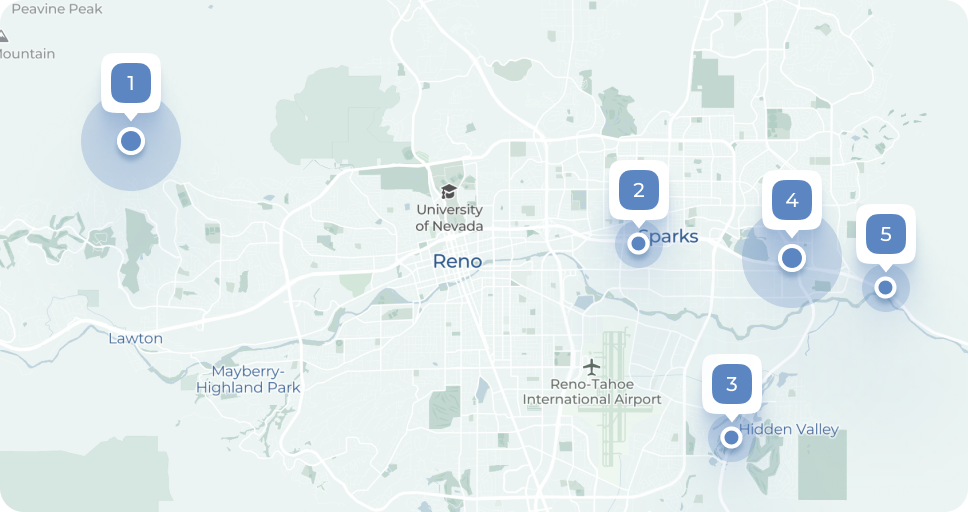 Peavine Peak
Mountain
1
2
4
University
of Nevada
5
Sparks
Reno
Lawton
Mayberry-
Highland Park
Reno-Tahoe
International Airport
3
Hidden Valley